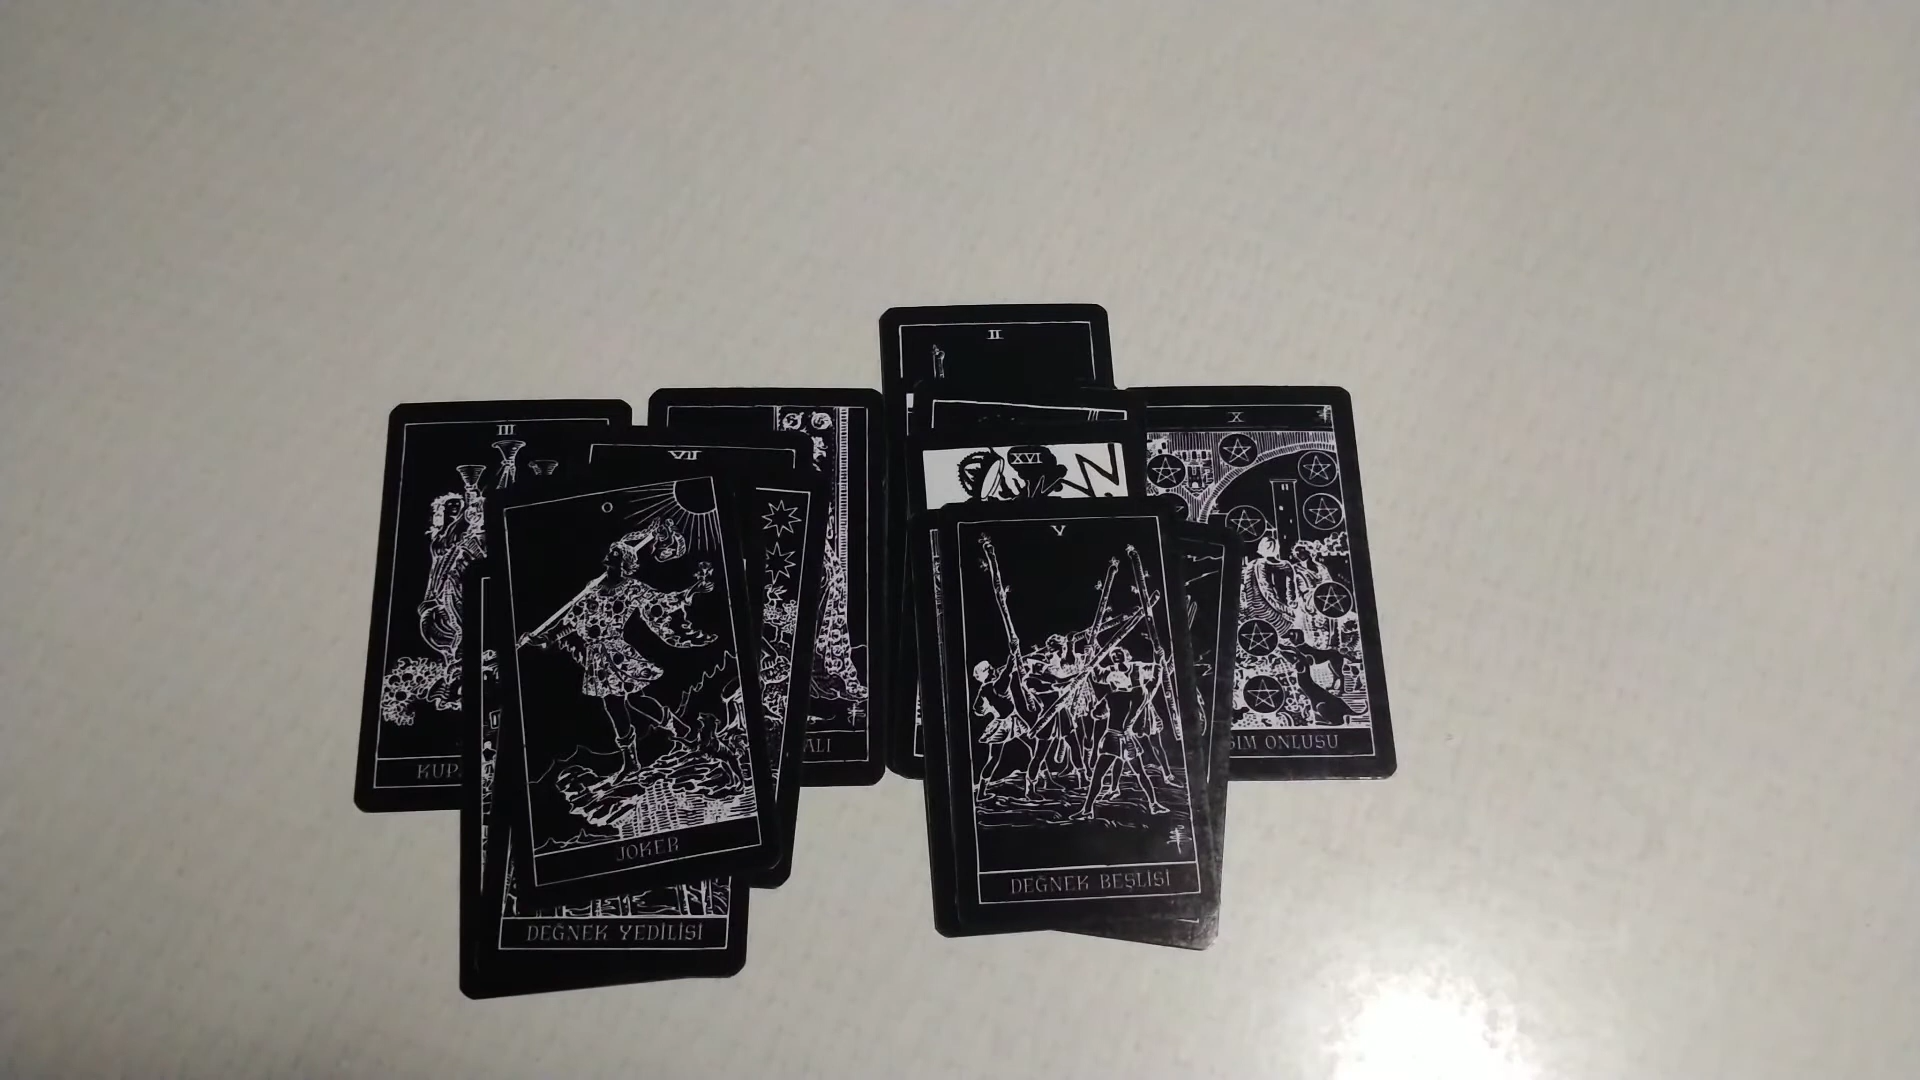 II
III
X
VII
XVI
O
V
ALI
SIM ONLUSU
KUP
JOKER
DEĞNEK BEŞLİSİ
DEĞNEK YEDİLİSİ